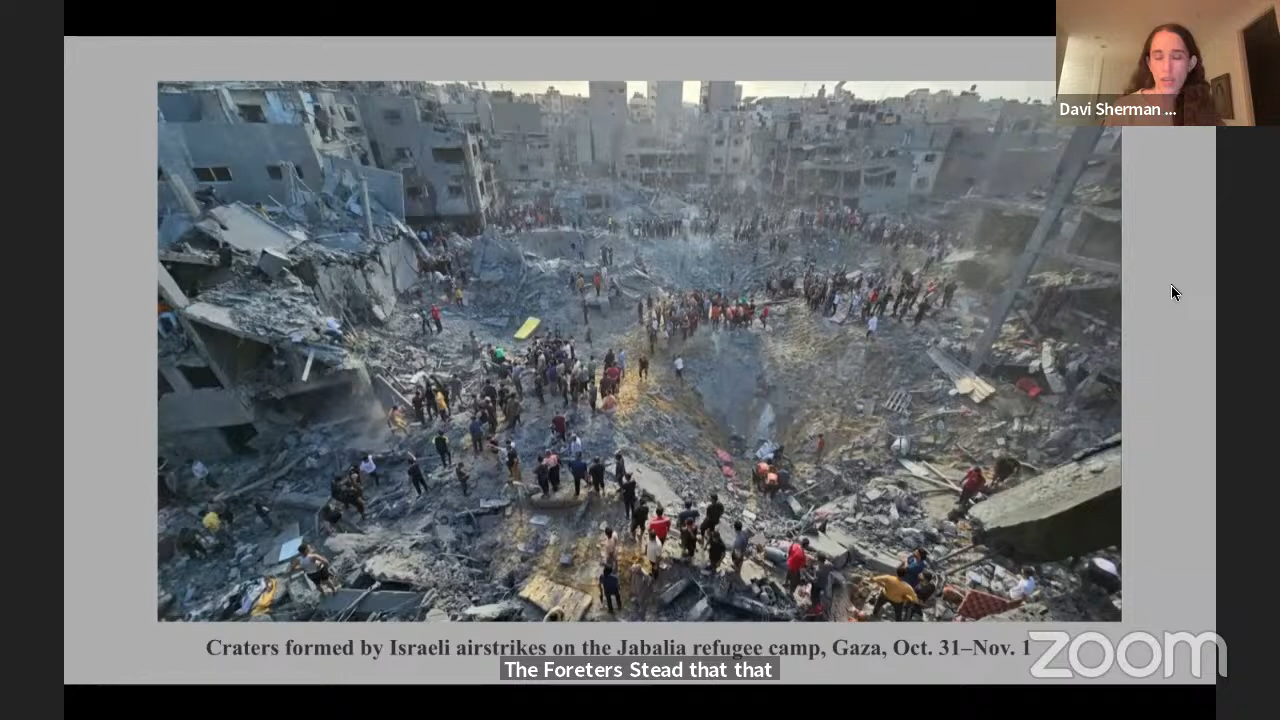 Davi Sherman ...
Craters formed by Israeli airstrikes on the Jabalia refugee camp, Gaza, Oct. 31–Nov. 1
The Foreters Stead that that
zoom